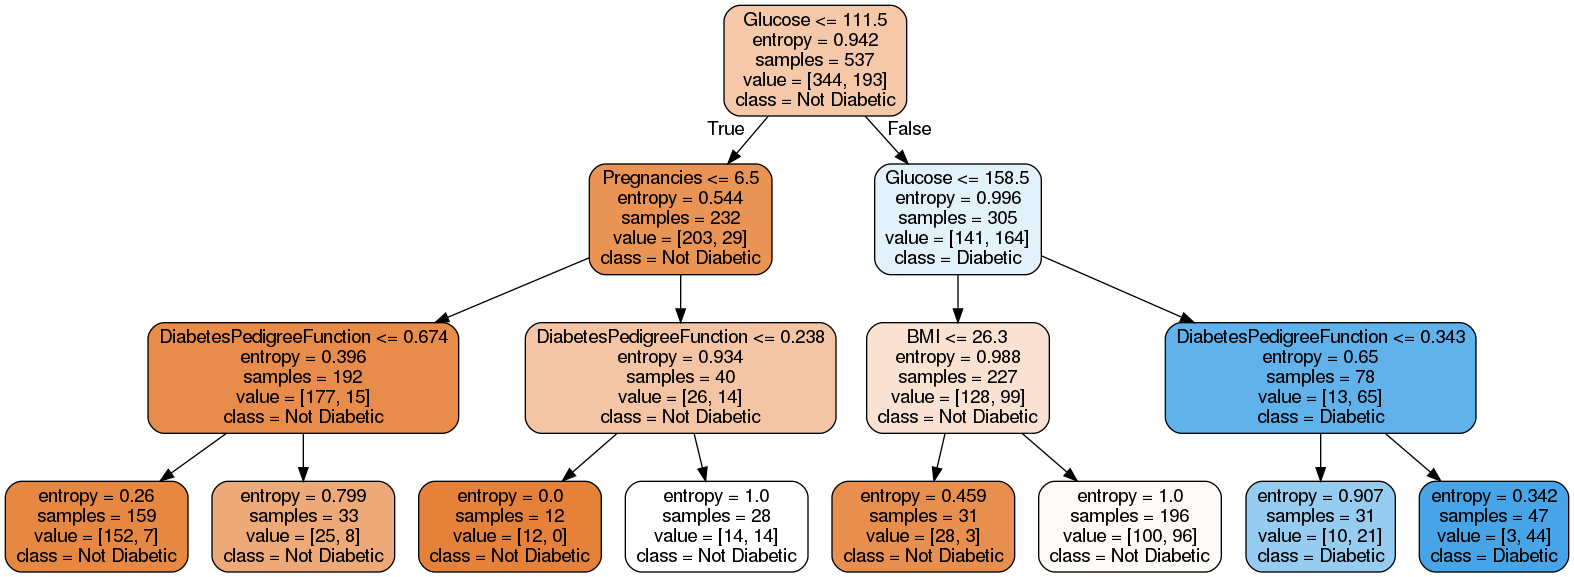 Glucose <= 111.5
entropy = 0.942
samples = 537
value = [344, 193]
class = Not Diabetic
True
False
Pregnancies <= 6.5
entropy = 0.544
samples = 232
value = [203, 29]
class = Not Diabetic
Glucose <= 158.5
entropy = 0.996
samples = 305
value = [141, 164]
class = Diabetic
DiabetesPedigreeFunction <= 0.674
entropy = 0.396
samples = 192
value = [177, 15]
class = Not Diabetic
DiabetesPedigreeFunction <= 0.238
entropy = 0.934
samples = 40
value = [26, 14]
class = Not Diabetic
BMI <= 26.3
entropy = 0.988
samples = 227
value = [128, 99]
class = Not Diabetic
DiabetesPedigreeFunction <= 0.343
entropy = 0.65
samples = 78
value = [13, 65]
class = Diabetic
entropy = 0.26
samples = 159
value = [152, 7]
class = Not Diabetic
entropy = 0.799
samples = 33
value = [25, 8]
class = Not Diabetic
entropy = 0.0
samples = 12
value = [12, 0]
class = Not Diabetic
entropy = 1.0
samples = 28
value = [14, 14]
class = Not Diabetic
entropy = 0.459
samples = 31
value = [28, 3]
class = Not Diabetic
entropy = 1.0
samples = 196
value = [100, 96]
class = Not Diabetic
entropy = 0.907
samples = 31
value = [10, 21]
class = Diabetic
entropy = 0.342
samples = 47
value = [3, 44]
class = Diabetic